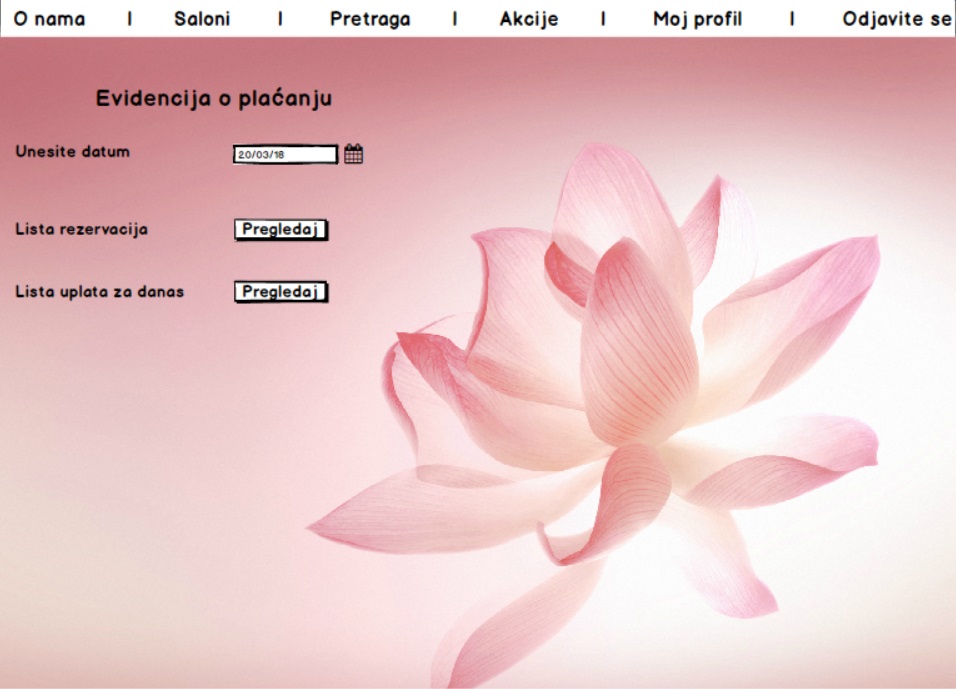 O nama | Saloni | Pretraga | Akcije | Moj profil | Odjavite se
Evidencija o plaćanju
Unesite datum 20/03/18
Lista rezervacija Pregledaj
Lista uplata za danas Pregledaj